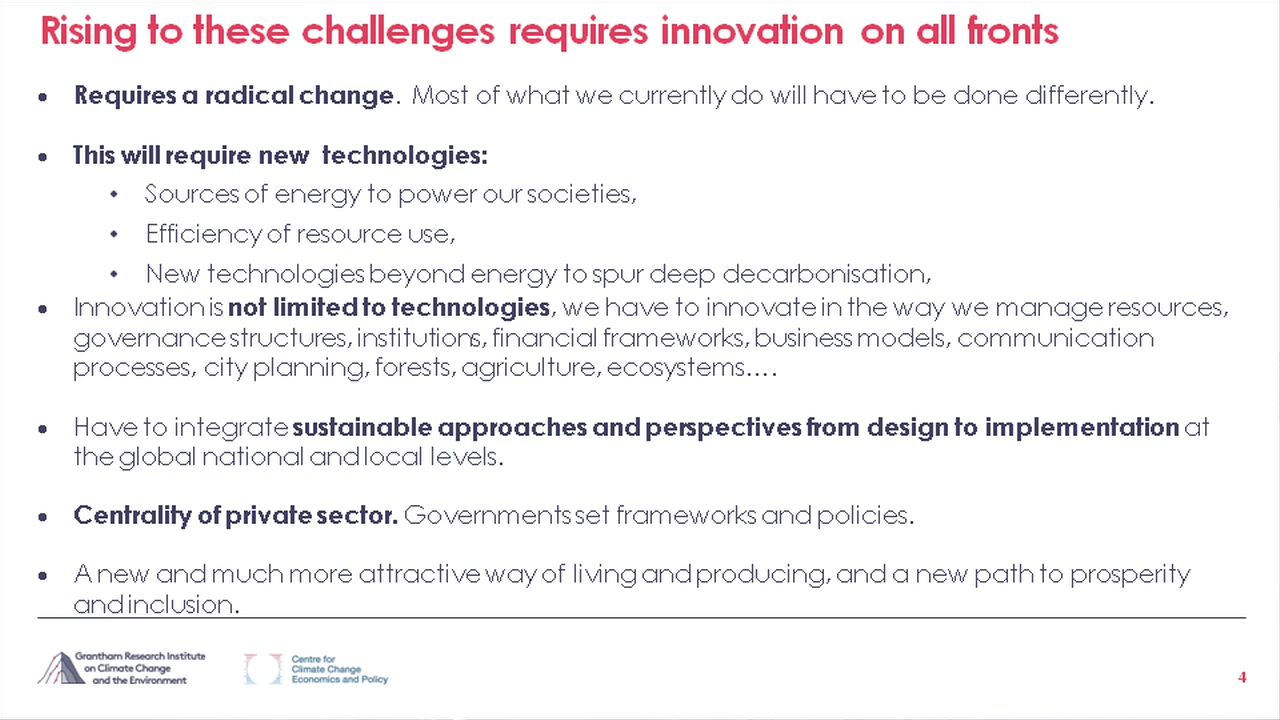 Rising to these challenges requires innovation on all fronts
• Requires a radical change. Most of what we currently do will have to be done differently.
• This will require new technologies:
• Sources of energy to power our societies,
• Efficiency of resource use,
• New technologies beyond energy to spur deep decarbonisation,
• Innovation is not limited to technologies, we have to innovate in the way we manage resources,
governance structures, institutions, financial frameworks, business models, communication
processes, city planning, forests, agriculture, ecosystems….
• Have to integrate sustainable approaches and perspectives from design to implementation at
the global national and local levels.
• Centrality of private sector. Governments set frameworks and policies.
• A new and much more attractive way of living and producing, and a new path to prosperity
and inclusion.
Grantham Research Institute
on Climate Change
and the Environment
Centre for
Climate Change
Economics and Policy
4